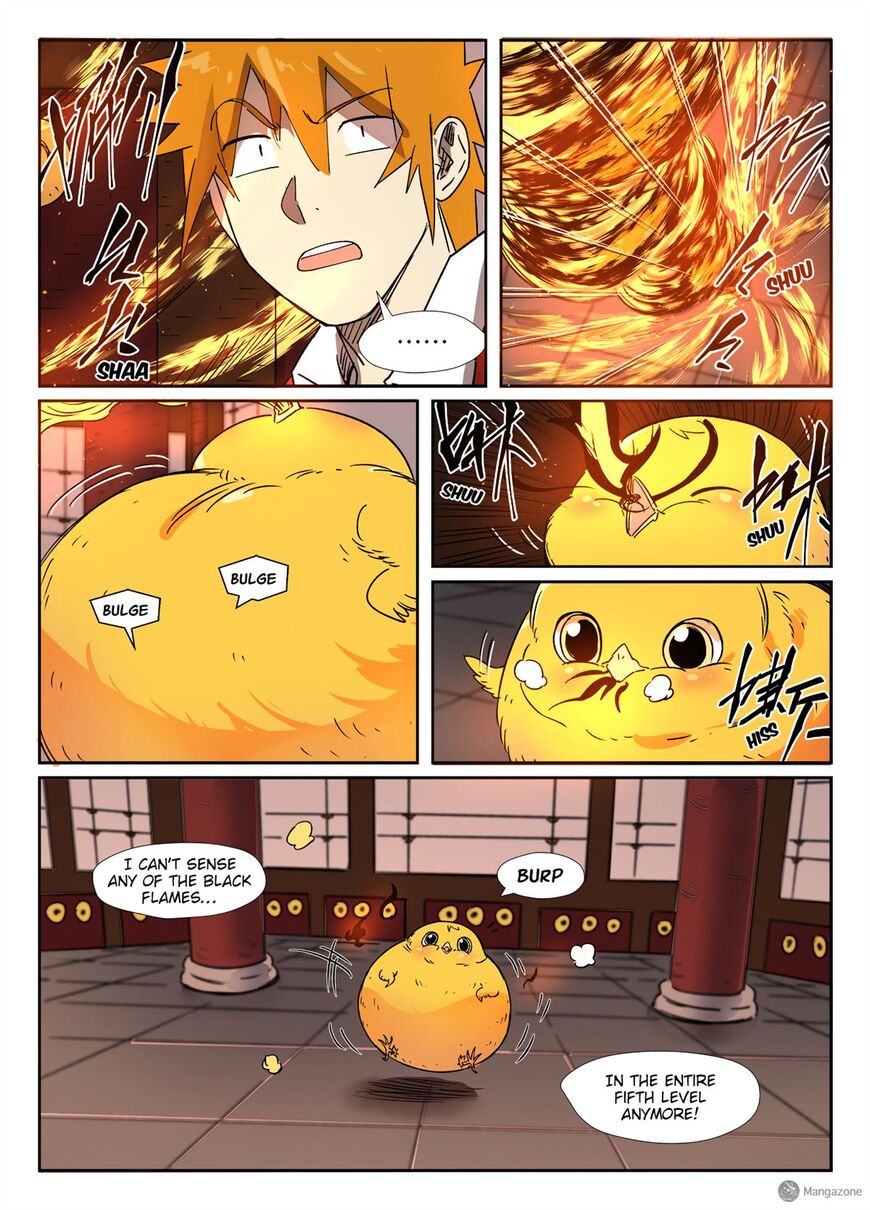 ......
SHAA
SHUU
BULGE
BULGE
SHUU
SHUU
HISS
I CAN'T SENSE
ANY OF THE BLACK
FLAMES...
BURP
IN THE ENTIRE
FIFTH LEVEL
ANYMORE!
Mangazone